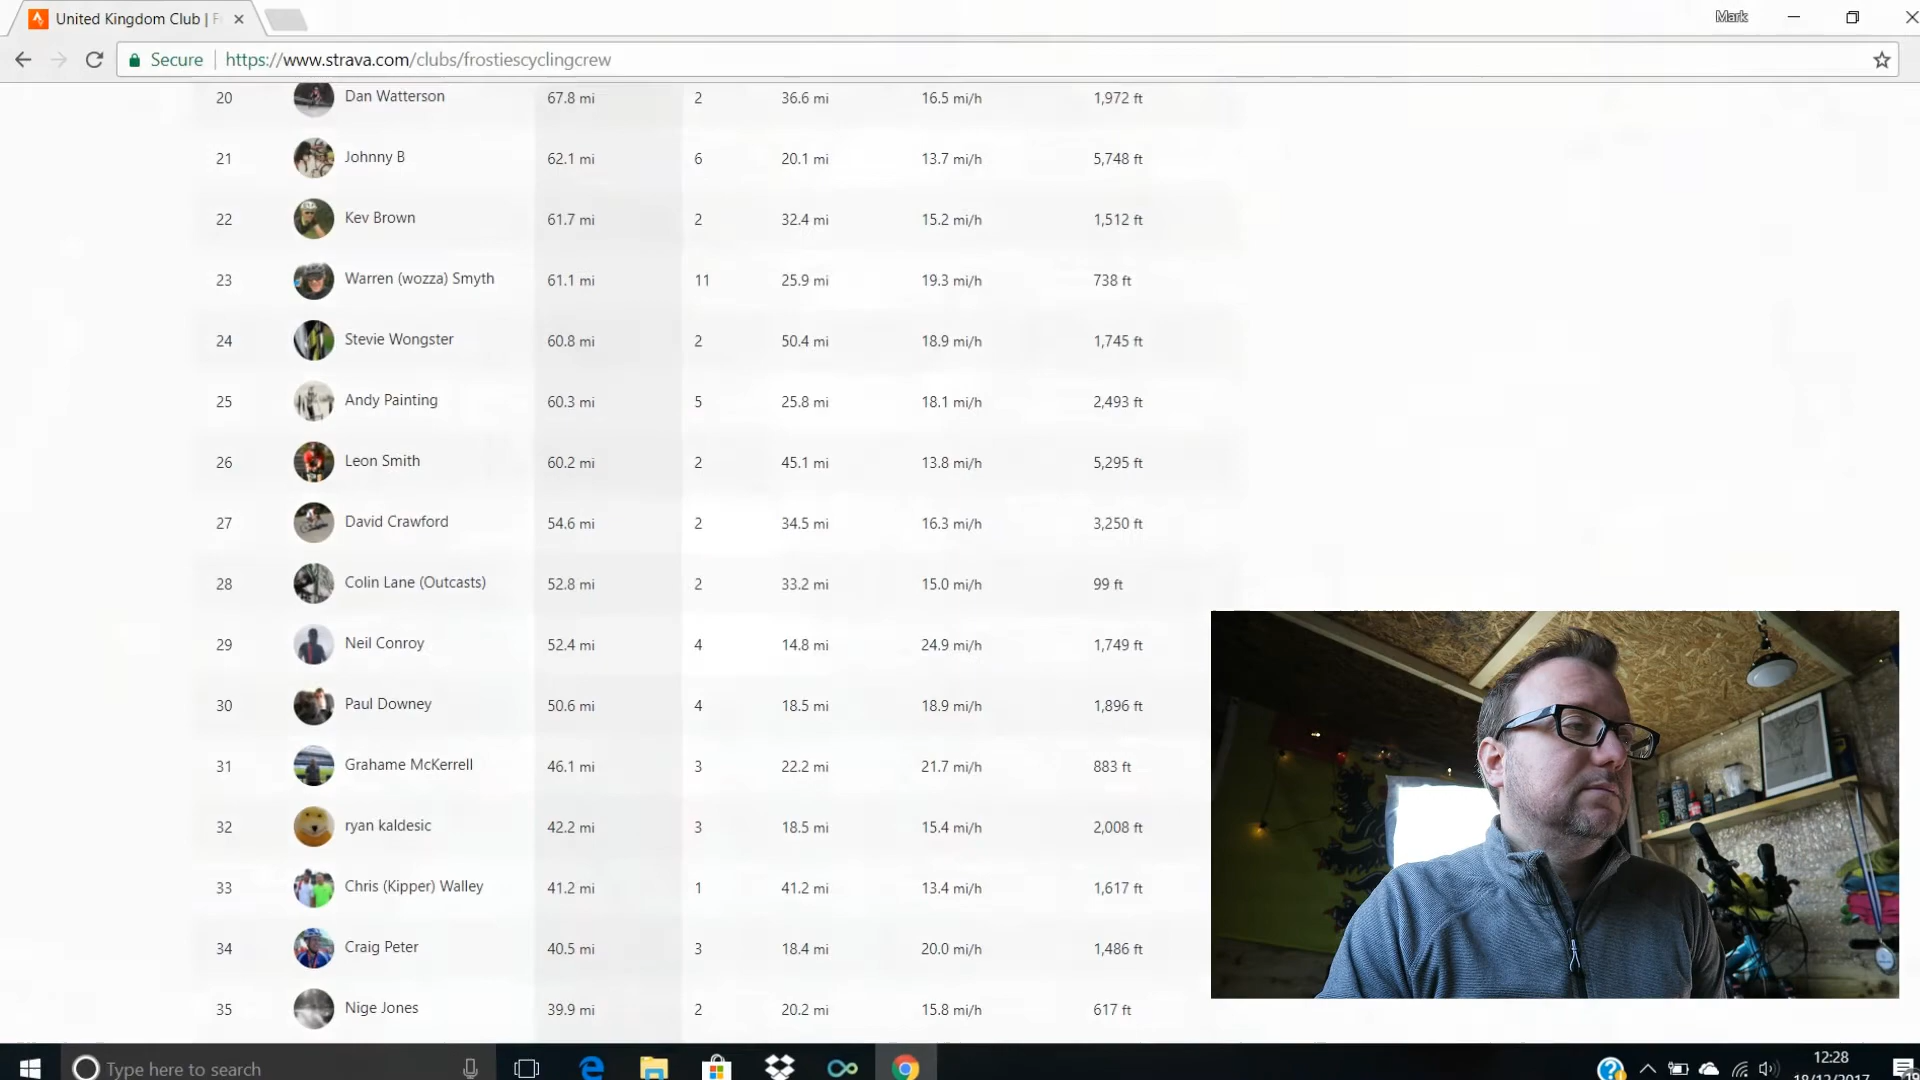 United Kingdom Club | F
Mark
Secure https://www.strava.com/clubs/frostiescyclingcrew
20 Dan Watterson 67.8 mi 2 36.6 mi 16.5 mi/h 1,972 ft
21 Johnny B 62.1 mi 6 20.1 mi 13.7 mi/h 5,748 ft
22 Kev Brown 61.7 mi 2 32.4 mi 15.2 mi/h 1,512 ft
23 Warren (wozza) Smyth 61.1 mi 11 25.9 mi 19.3 mi/h 738 ft
24 Stevie Wongster 60.8 mi 2 50.4 mi 18.9 mi/h 1,745 ft
25 Andy Painting 60.3 mi 5 25.8 mi 18.1 mi/h 2,493 ft
26 Leon Smith 60.2 mi 2 45.1 mi 13.8 mi/h 5,295 ft
27 David Crawford 54.6 mi 2 34.5 mi 16.3 mi/h 3,250 ft
28 Colin Lane (Outcasts) 52.8 mi 2 33.2 mi 15.0 mi/h 99 ft
29 Neil Conroy 52.4 mi 4 14.8 mi 24.9 mi/h 1,749 ft
30 Paul Downey 50.6 mi 4 18.5 mi 18.9 mi/h 1,896 ft
31 Grahame McKerrell 46.1 mi 3 22.2 mi 21.7 mi/h 883 ft
32 ryan kaldesic 42.2 mi 3 18.5 mi 15.4 mi/h 2,008 ft
33 Chris (Kipper) Walley 41.2 mi 1 41.2 mi 13.4 mi/h 1,617 ft
34 Craig Peter 40.5 mi 3 18.4 mi 20.0 mi/h 1,486 ft
35 Nige Jones 39.9 mi 2 20.2 mi 15.8 mi/h 617 ft
Type here to search
12:28
18/12/2017
19